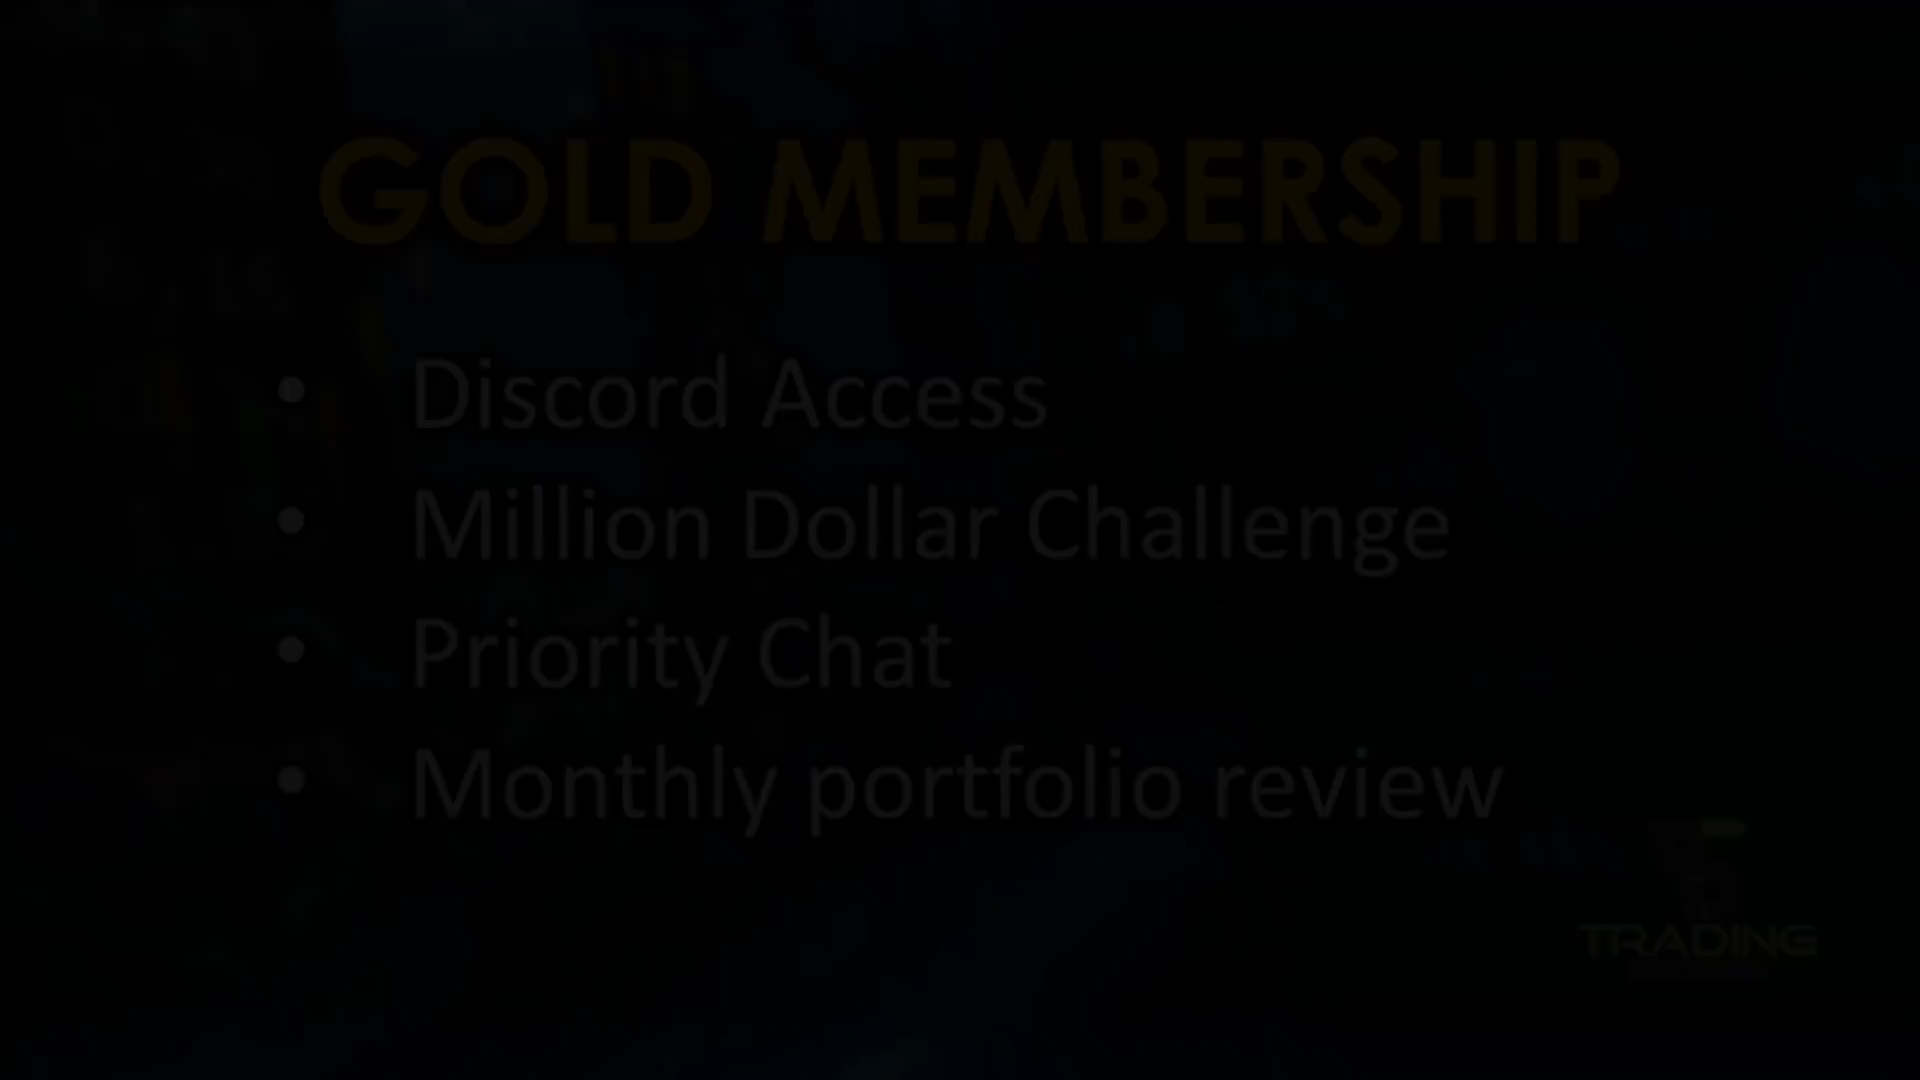 GOLD MEMBERSHIP
• Discord Access
• Million Dollar Challenge
• Priority Chat
• Monthly portfolio review
TRADING